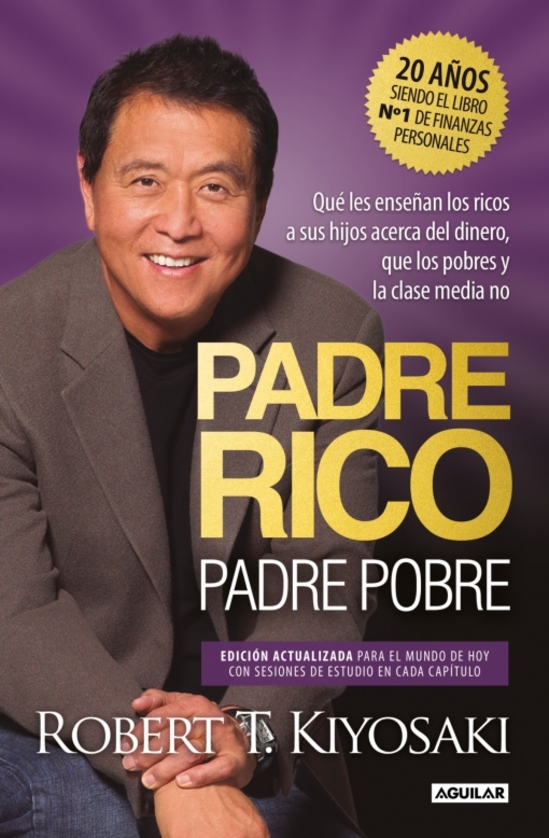 20 AÑOS
SIENDO EL LIBRO
Nº1 DE FINANZAS
PERSONALES
Qué les enseñan los ricos
a sus hijos acerca del dinero,
que los pobres y
la clase media no
PADRE
RICO
PADRE POBRE
EDICIÓN ACTUALIZADA PARA EL MUNDO DE HOY
CON SESIONES DE ESTUDIO EN CADA CAPÍTULO
ROBERT T. KIYOSAKI
AGUILAR